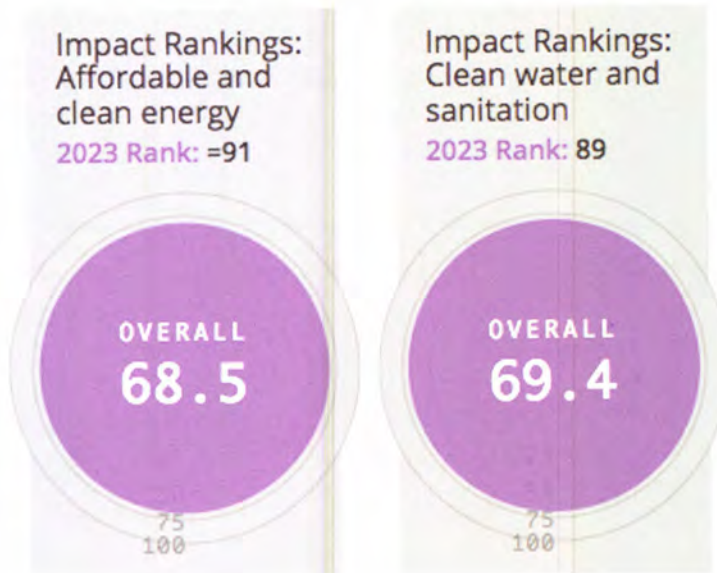 Impact Rankings:
Affordable and
clean energy
2023 Rank: =91
OVERALL
68.5
75
100
Impact Rankings:
Clean water and
sanitation
2023 Rank: 89
OVERALL
69.4
75
100